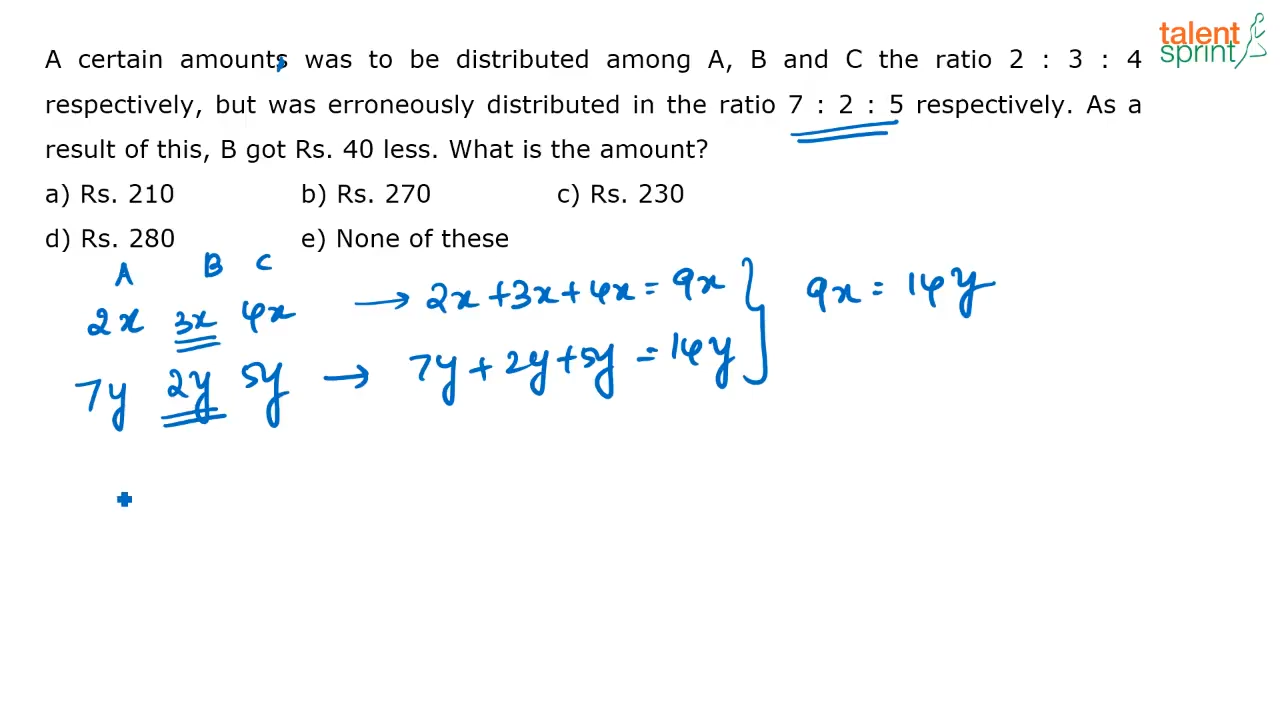 talent
sprint
A certain amounts was to be distributed among A, B and C the ratio 2 : 3 : 4
respectively, but was erroneously distributed in the ratio 7 : 2 : 5 respectively. As a
result of this, B got Rs. 40 less. What is the amount?
a) Rs. 210 b) Rs. 270 c) Rs. 230
d) Rs. 280 e) None of these
A B C
2x 3x 4x → 2x + 3x + 4x = 9x } 9x = 14y
7y 2y 5y → 7y + 2y + 5y = 14y